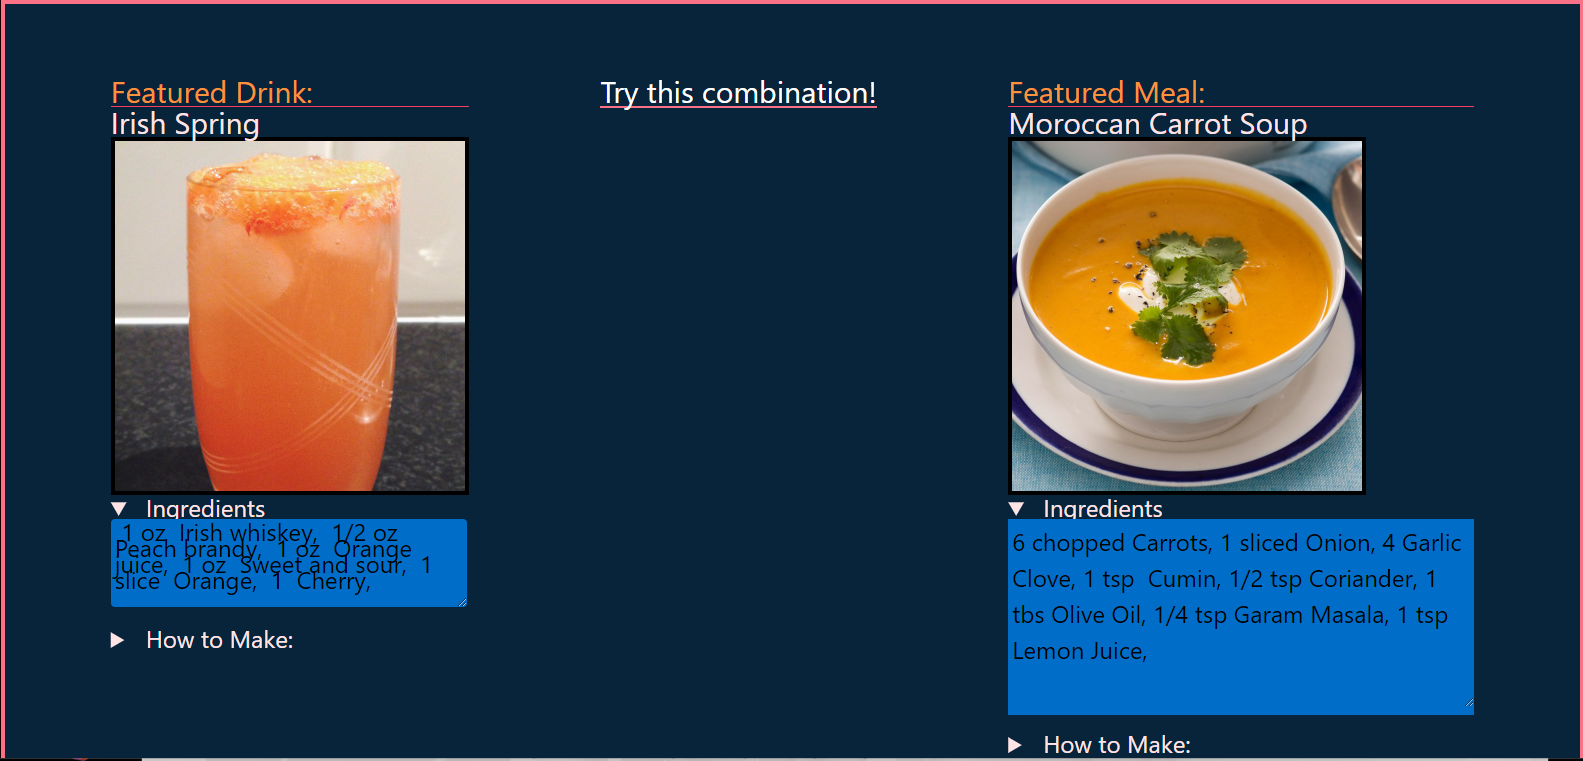 Featured Drink:
Irish Spring
Ingredients
1 oz  Irish whiskey,  1/2 oz
Peach brandy,  1 oz  Orange
juice,  1 oz  Sweet and sour,  1
slice  Orange,  1  Cherry,
How to Make:
Try this combination!
Featured Meal:
Moroccan Carrot Soup
Ingredients
6 chopped Carrots, 1 sliced Onion, 4 Garlic
Clove, 1 tsp  Cumin, 1/2 tsp Coriander, 1
tbs Olive Oil, 1/4 tsp Garam Masala, 1 tsp
Lemon Juice,
How to Make: